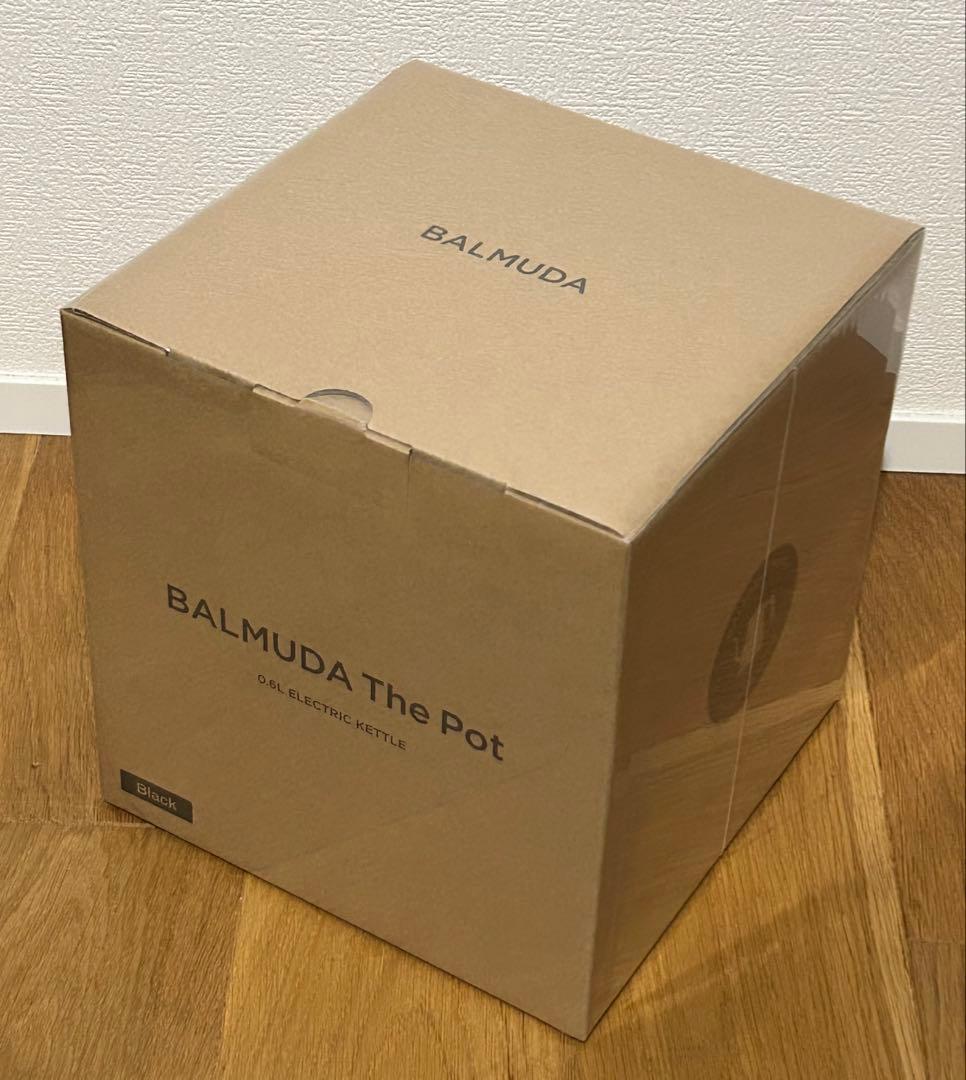 BALMUDA
BALMUDA The Pot
0.6L ELECTRIC KETTLE
Black